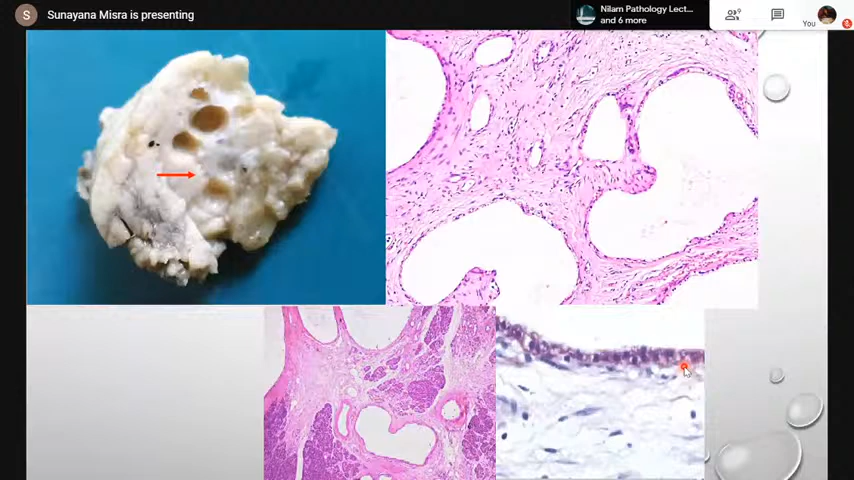 S
Sunayana Misra is presenting
Nilam Pathology Lect...
and 6 more
9
You